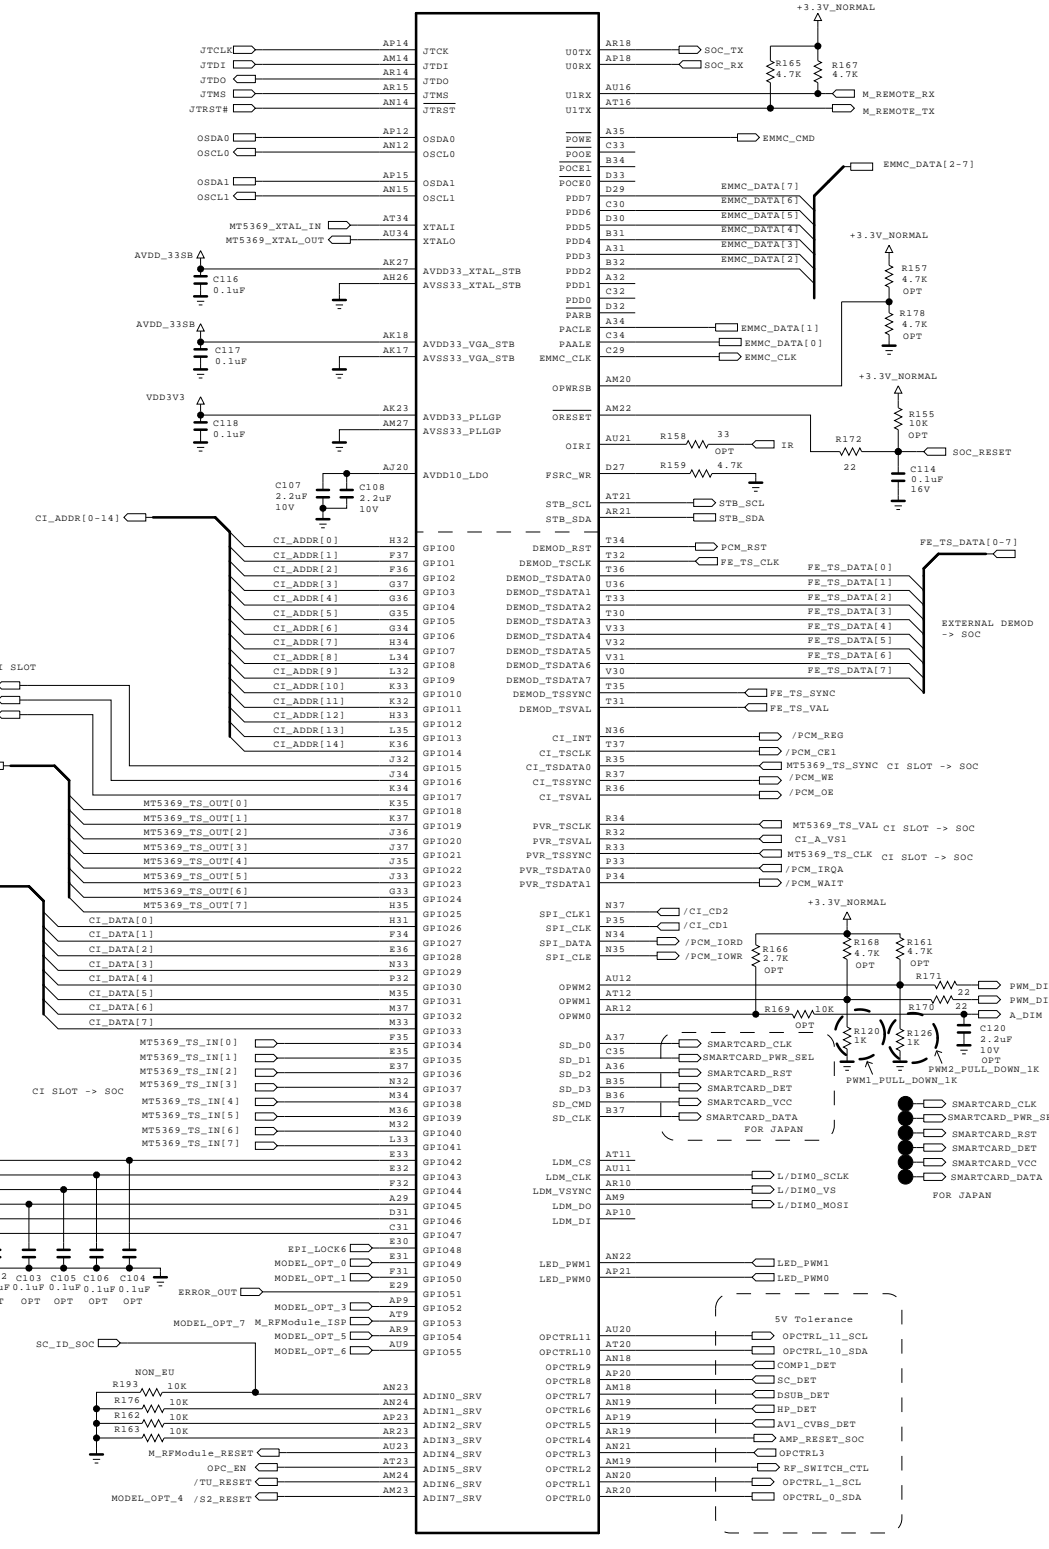 +3.3V_NORMAL
JTCLK AP14 JTCK
JTDI AM14 JTDI
JTDO AR14 JTDO
JTMS AR15 JTMS
JTRST# AN14 JTRST
OSDA0 AP12 OSDA0
OSCL0 AN12 OSCL0
OSDA1 AP15 OSDA1
OSCL1 AN15 OSCL1
MT5369_XTAL_IN AT34 XTALI
MT5369_XTAL_OUT AU34 XTALO
AVDD_33SB
AK27 AVDD33_XTAL_STB
C116
0.1uF
AH26 AVSS33_XTAL_STB
AVDD_33SB
AK18 AVDD33_VGA_STB
C117
0.1uF
AK17 AVSS33_VGA_STB
VDD3V3
AK23 AVDD33_PLLGP
C118
0.1uF
AM27 AVSS33_PLLGP
AJ20 AVDD10_LDO
C107
2.2uF
10V
C108
2.2uF
10V
CI_ADDR[0-14]
CI_ADDR[0] H32 GPIO0
CI_ADDR[1] F37 GPIO1
CI_ADDR[2] F36 GPIO2
CI_ADDR[3] G37 GPIO3
CI_ADDR[4] G36 GPIO4
CI_ADDR[5] G35 GPIO5
CI_ADDR[6] G34 GPIO6
CI_ADDR[7] H34 GPIO7
CI_ADDR[8] L34 GPIO8
CI_ADDR[9] L32 GPIO9
CI_ADDR[10] K33 GPIO10
CI_ADDR[11] K32 GPIO11
CI_ADDR[12] H33 GPIO12
CI_ADDR[13] L35 GPIO13
CI_ADDR[14] K36 GPIO14
I SLOT
J32 GPIO15
J34 GPIO16
K34 GPIO17
MT5369_TS_OUT[0] K35 GPIO18
MT5369_TS_OUT[1] K37 GPIO19
MT5369_TS_OUT[2] J36 GPIO20
MT5369_TS_OUT[3] J37 GPIO21
MT5369_TS_OUT[4] J35 GPIO22
MT5369_TS_OUT[5] J33 GPIO23
MT5369_TS_OUT[6] G33 GPIO24
MT5369_TS_OUT[7] H35 GPIO25
CI_DATA[0] H31 GPIO26
CI_DATA[1] F34 GPIO27
CI_DATA[2] E36 GPIO28
CI_DATA[3] N33 GPIO29
CI_DATA[4] P32 GPIO30
CI_DATA[5] M35 GPIO31
CI_DATA[6] M37 GPIO32
CI_DATA[7] M33 GPIO33
MT5369_TS_IN[0] F35 GPIO34
MT5369_TS_IN[1] E35 GPIO35
MT5369_TS_IN[2] E37 GPIO36
MT5369_TS_IN[3] N32 GPIO37
CI SLOT -> SOC
MT5369_TS_IN[4] M34 GPIO38
MT5369_TS_IN[5] M36 GPIO39
MT5369_TS_IN[6] M32 GPIO40
MT5369_TS_IN[7] L33 GPIO41
E33 GPIO42
E32 GPIO43
F32 GPIO44
A29 GPIO45
D31 GPIO46
C31 GPIO47
EPI_LOCK6 E30 GPIO48
MODEL_OPT_0 E31 GPIO49
MODEL_OPT_1 F31 GPIO50
ERROR_OUT E29 GPIO51
MODEL_OPT_3 AP9 GPIO52
MODEL_OPT_7 M_RFModule_ISP AT9 GPIO53
MODEL_OPT_5 AR9 GPIO54
MODEL_OPT_6 AU9 GPIO55
2 C103 C105 C106 C104
uF 0.1uF 0.1uF 0.1uF 0.1uF
T OPT OPT OPT OPT
SC_ID_SOC
NON_EU
R193 10K AN23 ADIN0_SRV
R176 10K AN24 ADIN1_SRV
R162 10K AP23 ADIN2_SRV
R163 10K AR23 ADIN3_SRV
M_RFModule_RESET AU23 ADIN4_SRV
OPC_EN AT23 ADIN5_SRV
/TU_RESET AM24 ADIN6_SRV
MODEL_OPT_4 /S2_RESET AM23 ADIN7_SRV
U0TX AR18 SOC_TX
U0RX AP18 SOC_RX
R165
4.7K
R167
4.7K
U1RX AU16 M_REMOTE_RX
U1TX AT16 M_REMOTE_TX
POWE A35 EMMC_CMD
POOE C33
POCE1 B34
POCE0 D33
EMMC_DATA[2-7]
PDD7 D29 EMMC_DATA[7]
PDD6 C30 EMMC_DATA[6]
PDD5 D30 EMMC_DATA[5]
PDD4 B31 EMMC_DATA[4]
PDD3 A31 EMMC_DATA[3]
PDD2 B32 EMMC_DATA[2]
PDD1 A32
PDD0 C32
PARB D32
PACLE A34 EMMC_DATA[1]
PAALE C34 EMMC_DATA[0]
EMMC_CLK C29 EMMC_CLK
+3.3V_NORMAL
R157
4.7K
OPT
R178
4.7K
OPT
OPWRSB AM20
+3.3V_NORMAL
R155
10K
OPT
ORESET AM22
R172
22
SOC_RESET
C114
0.1uF
16V
OIRI AU21 R158 33 OPT IR
FSRC_WR D27 R159 4.7K
STB_SCL AT21 STB_SCL
STB_SDA AR21 STB_SDA
DEMOD_RST T34 PCM_RST
DEMOD_TSCLK T32 FE_TS_CLK
FE_TS_DATA[0-7]
DEMOD_TSDATA0 T36 FE_TS_DATA[0]
DEMOD_TSDATA1 U36 FE_TS_DATA[1]
DEMOD_TSDATA2 T33 FE_TS_DATA[2]
DEMOD_TSDATA3 T30 FE_TS_DATA[3]
DEMOD_TSDATA4 V33 FE_TS_DATA[4]
DEMOD_TSDATA5 V32 FE_TS_DATA[5]
DEMOD_TSDATA6 V31 FE_TS_DATA[6]
DEMOD_TSDATA7 V30 FE_TS_DATA[7]
EXTERNAL DEMOD
-> SOC
DEMOD_TSSYNC T35 FE_TS_SYNC
DEMOD_TSVAL T31 FE_TS_VAL
CI_INT N36 /PCM_REG
CI_TSCLK T37 /PCM_CE1
CI_TSDATA0 R35 MT5369_TS_SYNC CI SLOT -> SOC
CI_TSSYNC R37 /PCM_WE
CI_TSVAL R36 /PCM_OE
PVR_TSCLK R34 MT5369_TS_VAL CI SLOT -> SOC
PVR_TSVAL R32 CI_A_VS1
PVR_TSSYNC R33 MT5369_TS_CLK CI SLOT -> SOC
PVR_TSDATA0 P33 /PCM_IRQA
PVR_TSDATA1 P34 /PCM_WAIT
SPI_CLK1 N37 /CI_CD2
SPI_CLK P35 /CI_CD1
SPI_DATA N34 /PCM_IORD
SPI_CLE N35 /PCM_IOWR
+3.3V_NORMAL
R166
2.7K
OPT
R168
4.7K
OPT
R161
4.7K
OPT
OPWM2 AU12 R171 22 PWM_DI
OPWM1 AT12 R170 22 PWM_DI
OPWM0 AR12 R169 10K OPT A_DIM
R120
1K
R126
1K
C120
2.2uF
10V
OPT
PWM2_PULL_DOWN_1K
PWM1_PULL_DOWN_1K
SD_D0 A37 SMARTCARD_CLK
SD_D1 C35 SMARTCARD_PWR_SEL
SD_D2 A36 SMARTCARD_RST
SD_D3 B35 SMARTCARD_DET
SD_CMD B36 SMARTCARD_VCC
SD_CLK B37 SMARTCARD_DATA
FOR JAPAN
SMARTCARD_CLK
SMARTCARD_PWR_SE
SMARTCARD_RST
SMARTCARD_DET
SMARTCARD_VCC
SMARTCARD_DATA
FOR JAPAN
LDM_CS AT11
LDM_CLK AU11 L/DIM0_SCLK
LDM_VSYNC AR10 L/DIM0_VS
LDM_DO AM9 L/DIM0_MOSI
LDM_DI AP10
LED_PWM1 AN22 LED_PWM1
LED_PWM0 AP21 LED_PWM0
5V Tolerance
OPCTRL11 AU20 OPCTRL_11_SCL
OPCTRL10 AT20 OPCTRL_10_SDA
OPCTRL9 AN18 COMP1_DET
OPCTRL8 AP20 SC_DET
OPCTRL7 AM18 DSUB_DET
OPCTRL6 AN19 HP_DET
OPCTRL5 AP19 AV1_CVBS_DET
OPCTRL4 AR19 AMP_RESET_SOC
OPCTRL3 AN21 OPCTRL3
OPCTRL2 AM19 RF_SWITCH_CTL
OPCTRL1 AN20 OPCTRL_1_SCL
OPCTRL0 AR20 OPCTRL_0_SDA